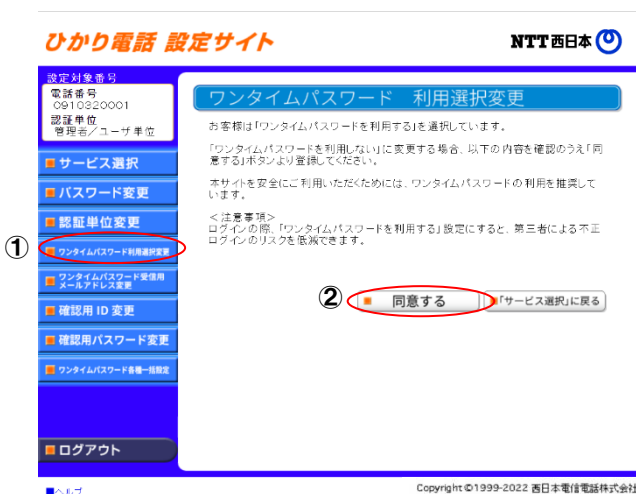 ひかり電話 設定サイト
NTT西日本
設定対象番号
電話番号
0910320001
認証単位
管理者/ユーザ単位
サービス選択
パスワード変更
認証単位変更
①
ワンタイムパスワード利用選択変更
ワンタイムパスワード受信用
メールアドレス変更
確認用 ID 変更
確認用パスワード変更
ワンタイムパスワード各種一括設定
ログアウト
ヘルプ
ワンタイムパスワード 利用選択変更
お客様は「ワンタイムパスワードを利用する」を選択しています。
「ワンタイムパスワードを利用しない」に変更する場合、以下の内容を確認のうえ「同
意する」ボタンより登録してください。
本サイトを安全にご利用いただくためには、ワンタイムパスワードの利用を推奨して
います。
<注意事項>
ログインの際、「ワンタイムパスワードを利用する」設定にすると、第三者による不正
ログインのリスクを低減できます。
②
同意する
「サービス選択」に戻る
Copyright©1999-2022 西日本電信電話株式会社